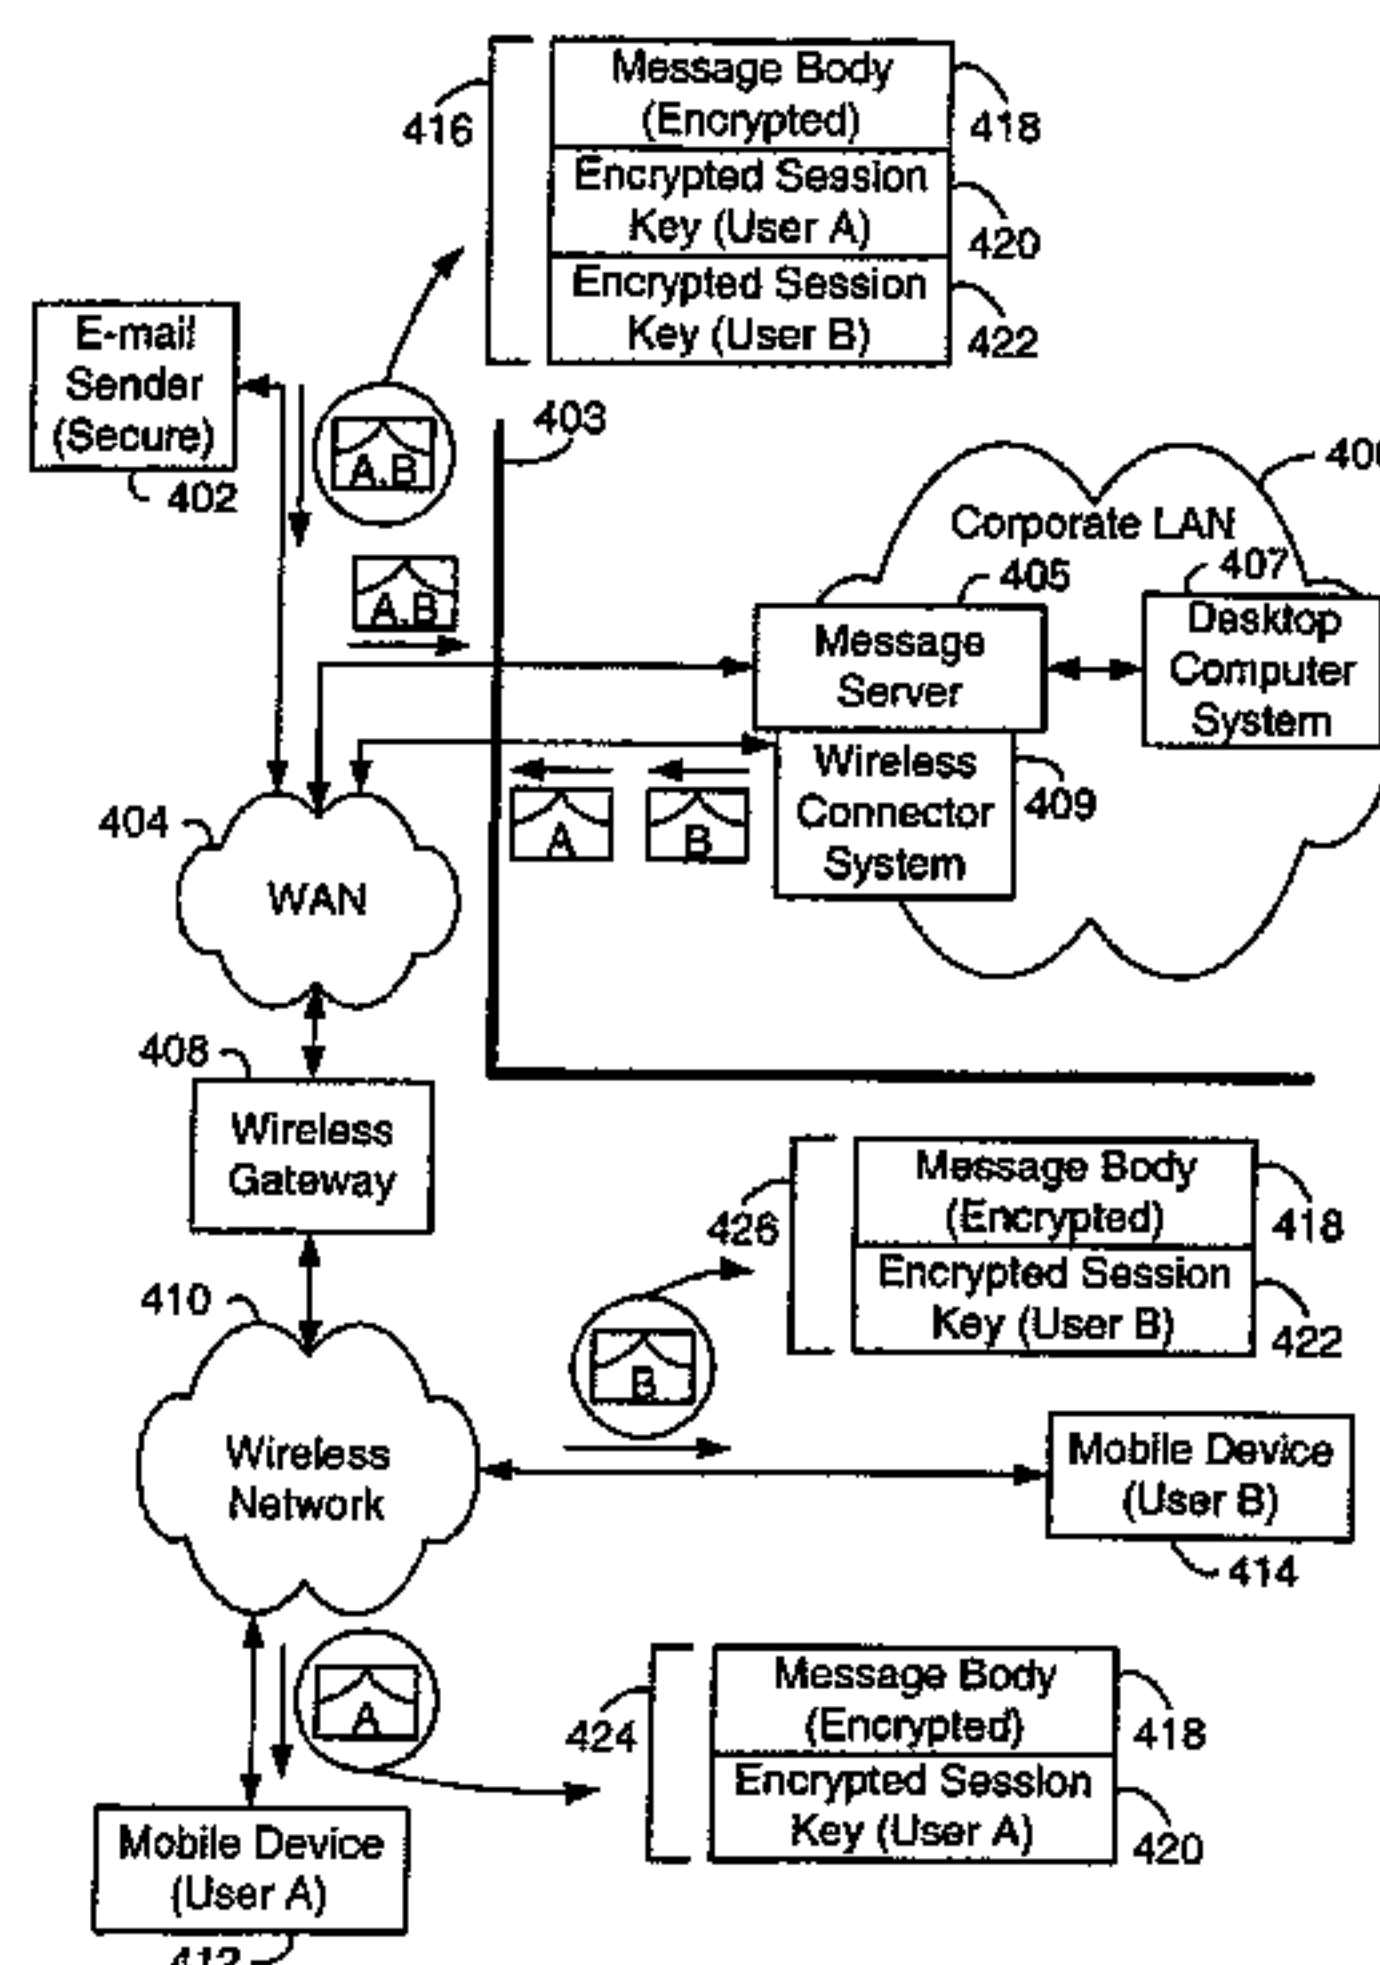 Message Body
(Encrypted)
416
418
Encrypted Session
Key (User A)
420
Encrypted Session
Key (User B)
422
E-mail
Sender
(Secure)
402
A,B
403
Corporate LAN
A,B
405
407
Message
Server
Desktop
Computer
System
Wireless
Connector
System
409
A
B
404
WAN
408
Wireless
Gateway
Message Body
(Encrypted)
426
418
Encrypted Session
Key (User B)
422
410
B
Wireless
Network
Mobile Device
(User B)
414
A
Message Body
(Encrypted)
424
418
Encrypted Session
Key (User A)
420
Mobile Device
(User A)
412